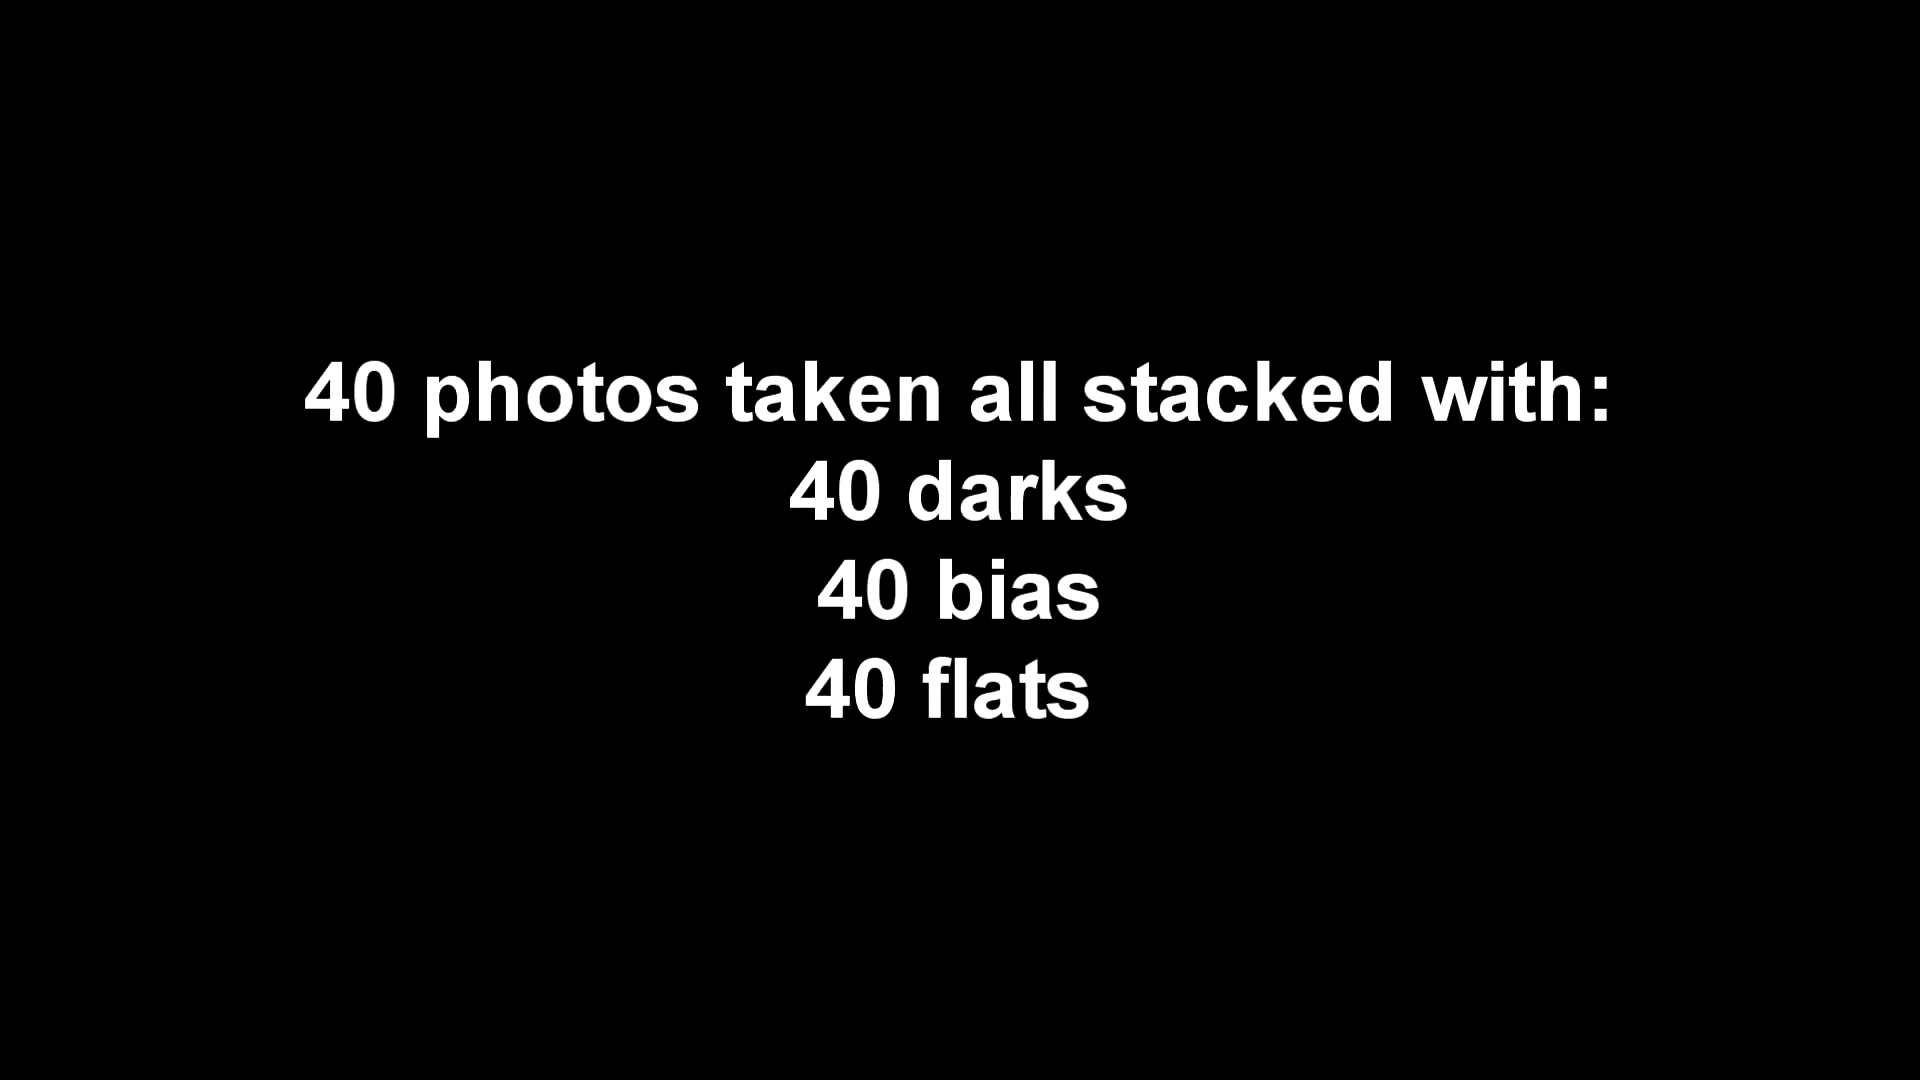 40 photos taken all stacked with:
40 darks
40 bias
40 flats